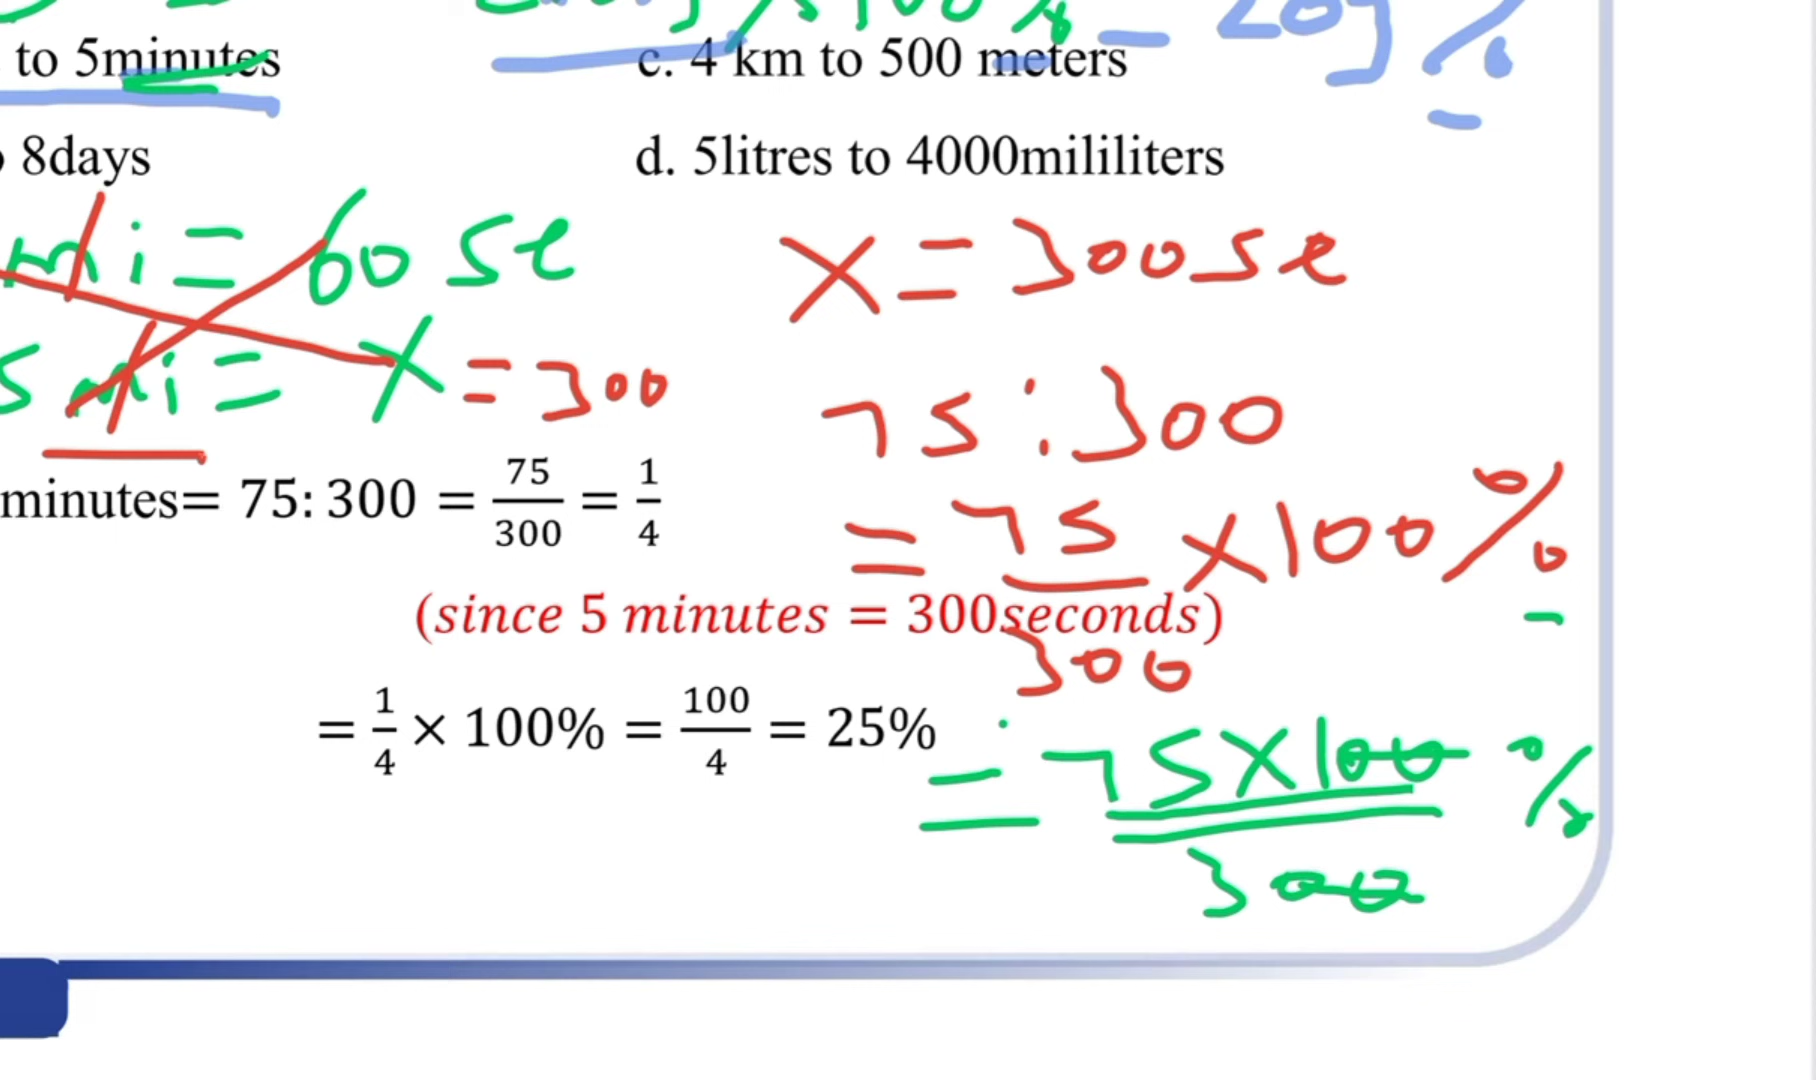 to 5minutes
c. 4 km to 500 meters
8days
d. 5litres to 4000mililiters
mi = 60 se
x = 300 se
5 mi = x = 300
75 : 300
minutes= 75: 300 = 75/300 = 1/4
= 75/300 x 100%
(since 5 minutes = 300seconds)
= 1/4 × 100% = 100/4 = 25%
= 75 x 100/300 %